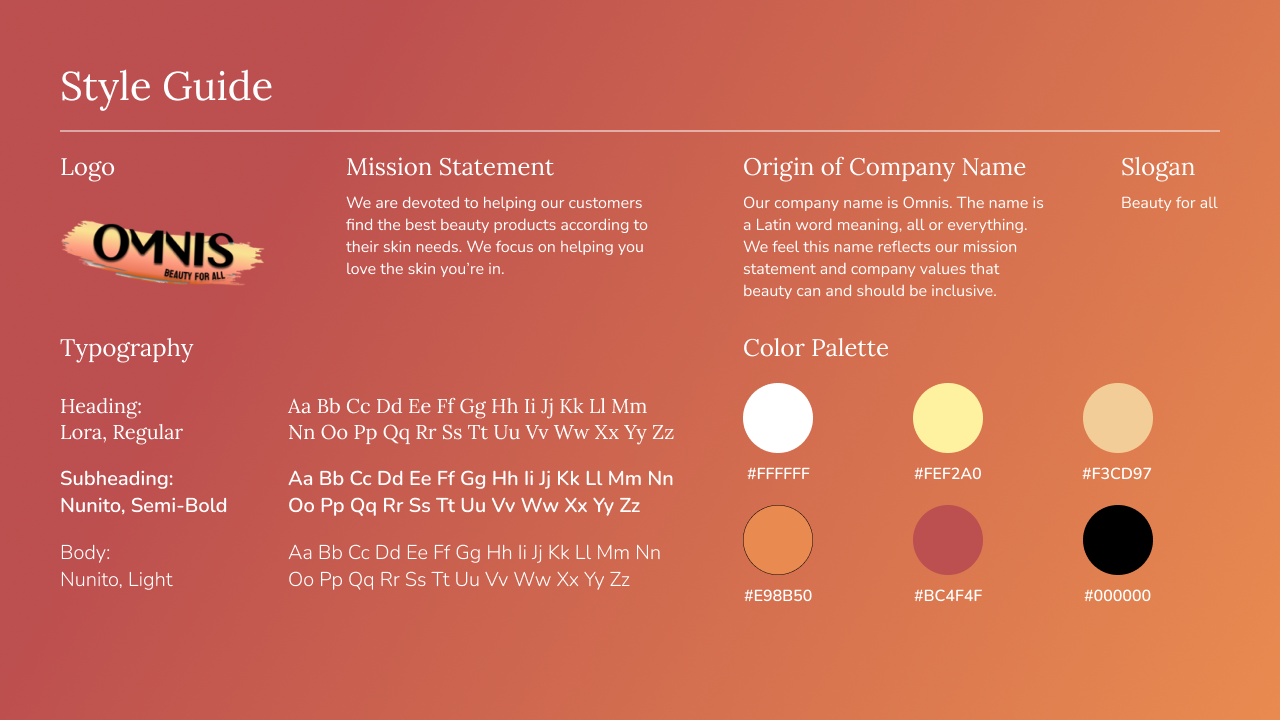 Style Guide
Logo
OMNIS
BEAUTY FOR ALL
Mission Statement
We are devoted to helping our customers
find the best beauty products according to
their skin needs. We focus on helping you
love the skin you’re in.
Origin of Company Name
Our company name is Omnis. The name is
a Latin word meaning, all or everything.
We feel this name reflects our mission
statement and company values that
beauty can and should be inclusive.
Slogan
Beauty for all
Typography
Heading:
Lora, Regular
Aa Bb Cc Dd Ee Ff Gg Hh Ii Jj Kk Ll Mm
Nn Oo Pp Qq Rr Ss Tt Uu Vv Ww Xx Yy Zz
Subheading:
Nunito, Semi-Bold
Aa Bb Cc Dd Ee Ff Gg Hh Ii Jj Kk Ll Mm Nn
Oo Pp Qq Rr Ss Tt Uu Vv Ww Xx Yy Zz
Body:
Nunito, Light
Aa Bb Cc Dd Ee Ff Gg Hh Ii Jj Kk Ll Mm Nn
Oo Pp Qq Rr Ss Tt Uu Vv Ww Xx Yy Zz
Color Palette
#FFFFFF
#FEF2A0
#F3CD97
#E98B50
#BC4F4F
#000000